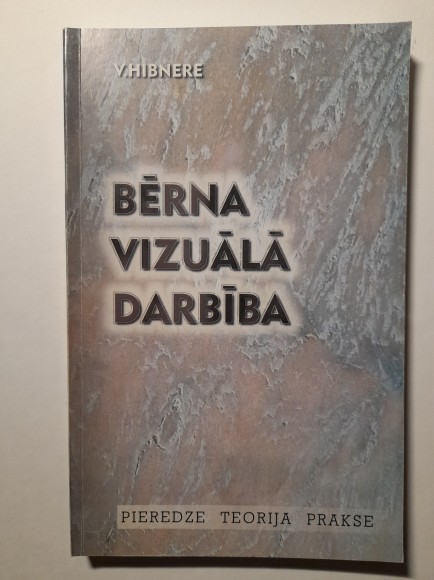 V.HIBNERE
BĒRNA
VIZUĀLĀ
DARBĪBA
PIEREDZE TEORIJA PRAKSE